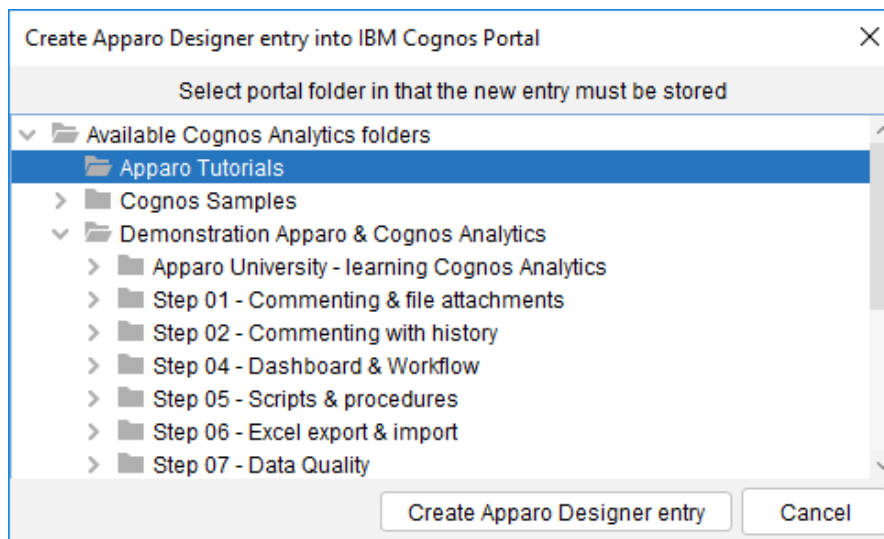 Create Apparo Designer entry into IBM Cognos Portal
Select portal folder in that the new entry must be stored
Available Cognos Analytics folders
Apparo Tutorials
Cognos Samples
Demonstration Apparo & Cognos Analytics
Apparo University - learning Cognos Analytics
Step 01 - Commenting & file attachments
Step 02 - Commenting with history
Step 04 - Dashboard & Workflow
Step 05 - Scripts & procedures
Step 06 - Excel export & import
Step 07 - Data Quality
Create Apparo Designer entry Cancel